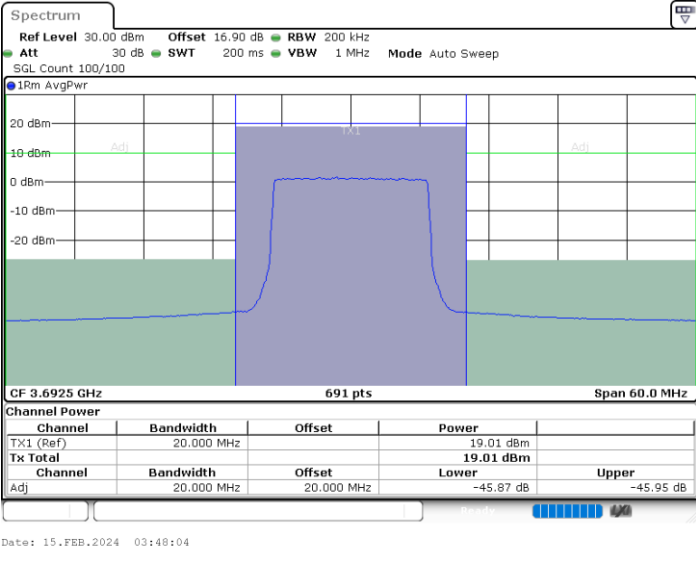 Spectrum
Ref Level 30.00 dBm Offset 16.90 dB RBW 200 kHz
Att 30 dB SWT 200 ms VBW 1 MHz Mode Auto Sweep
SGL Count 100/100
1Rm AvgPwr
20 dBm
TX1
Adj Adj
10 dBm
0 dBm
-10 dBm
-20 dBm
CF 3.6925 GHz 691 pts Span 60.0 MHz
Channel Power
Channel Bandwidth Offset Power
TX1 (Ref) 20.000 MHz 19.01 dBm
Tx Total 19.01 dBm
Channel Bandwidth Offset Lower Upper
Adj 20.000 MHz 20.000 MHz -45.87 dB -45.95 dB
Ready
Date: 15.FEB.2024 03:48:04